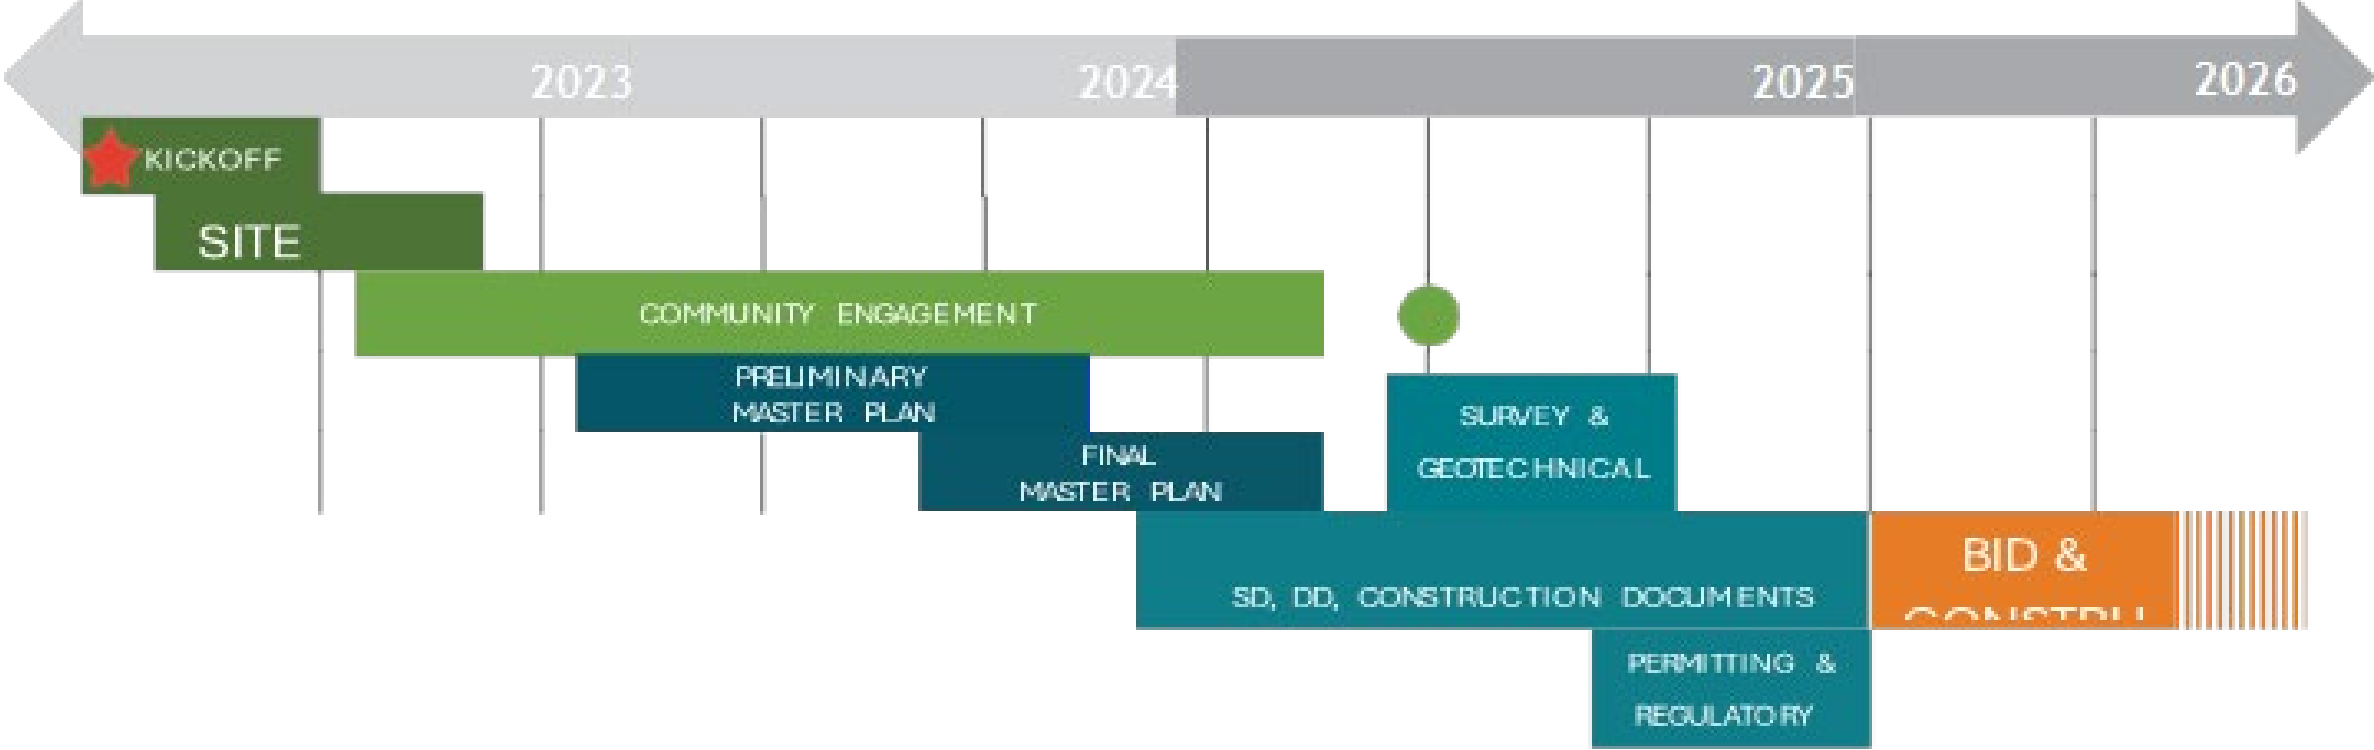 2023 2024 2025 2026
KICKOFF
SITE
COMMUNITY ENGAGEMENT
PRELIMINARY
MASTER PLAN
SURVEY &
GEOTECHNICAL
FINAL
MASTER PLAN
BID &
SD, DD, CONSTRUCTION DOCUMENTS
PERMITTING &
REGULATORY